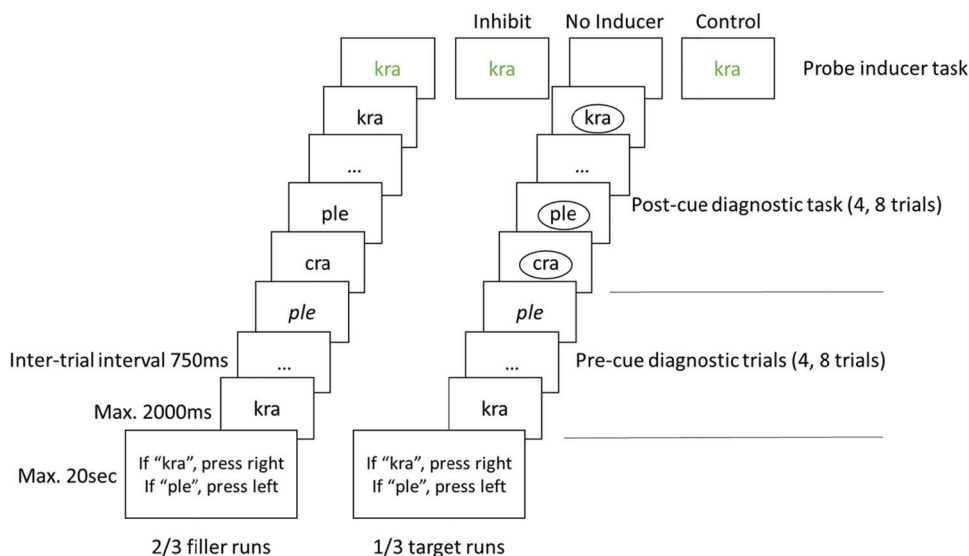 Inhibit No Inducer Control
kra kra kra Probe inducer task
kra kra
... ...
ple ple Post-cue diagnostic task (4, 8 trials)
cra cra
ple ple
Inter-trial interval 750ms ... ... Pre-cue diagnostic trials (4, 8 trials)
Max. 2000ms kra kra
Max. 20sec
If “kra”, press right
If “ple”, press left
If “kra”, press right
If “ple”, press left
2/3 filler runs 1/3 target runs